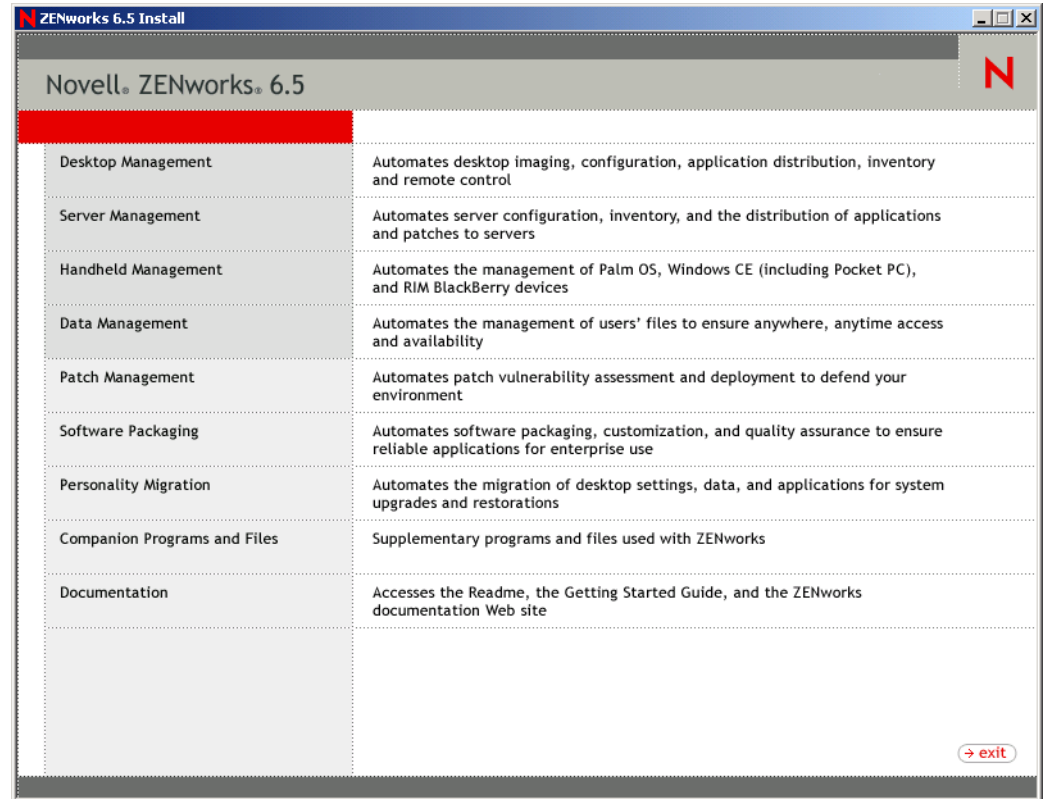 ZENworks 6.5 Install
Novell® ZENworks® 6.5
N
Desktop Management
Automates desktop imaging, configuration, application distribution, inventory
and remote control
Server Management
Automates server configuration, inventory, and the distribution of applications
and patches to servers
Handheld Management
Automates the management of Palm OS, Windows CE (including Pocket PC),
and RIM BlackBerry devices
Data Management
Automates the management of users’ files to ensure anywhere, anytime access
and availability
Patch Management
Automates patch vulnerability assessment and deployment to defend your
environment
Software Packaging
Automates software packaging, customization, and quality assurance to ensure
reliable applications for enterprise use
Personality Migration
Automates the migration of desktop settings, data, and applications for system
upgrades and restorations
Companion Programs and Files
Supplementary programs and files used with ZENworks
Documentation
Accesses the Readme, the Getting Started Guide, and the ZENworks
documentation Web site
→ exit